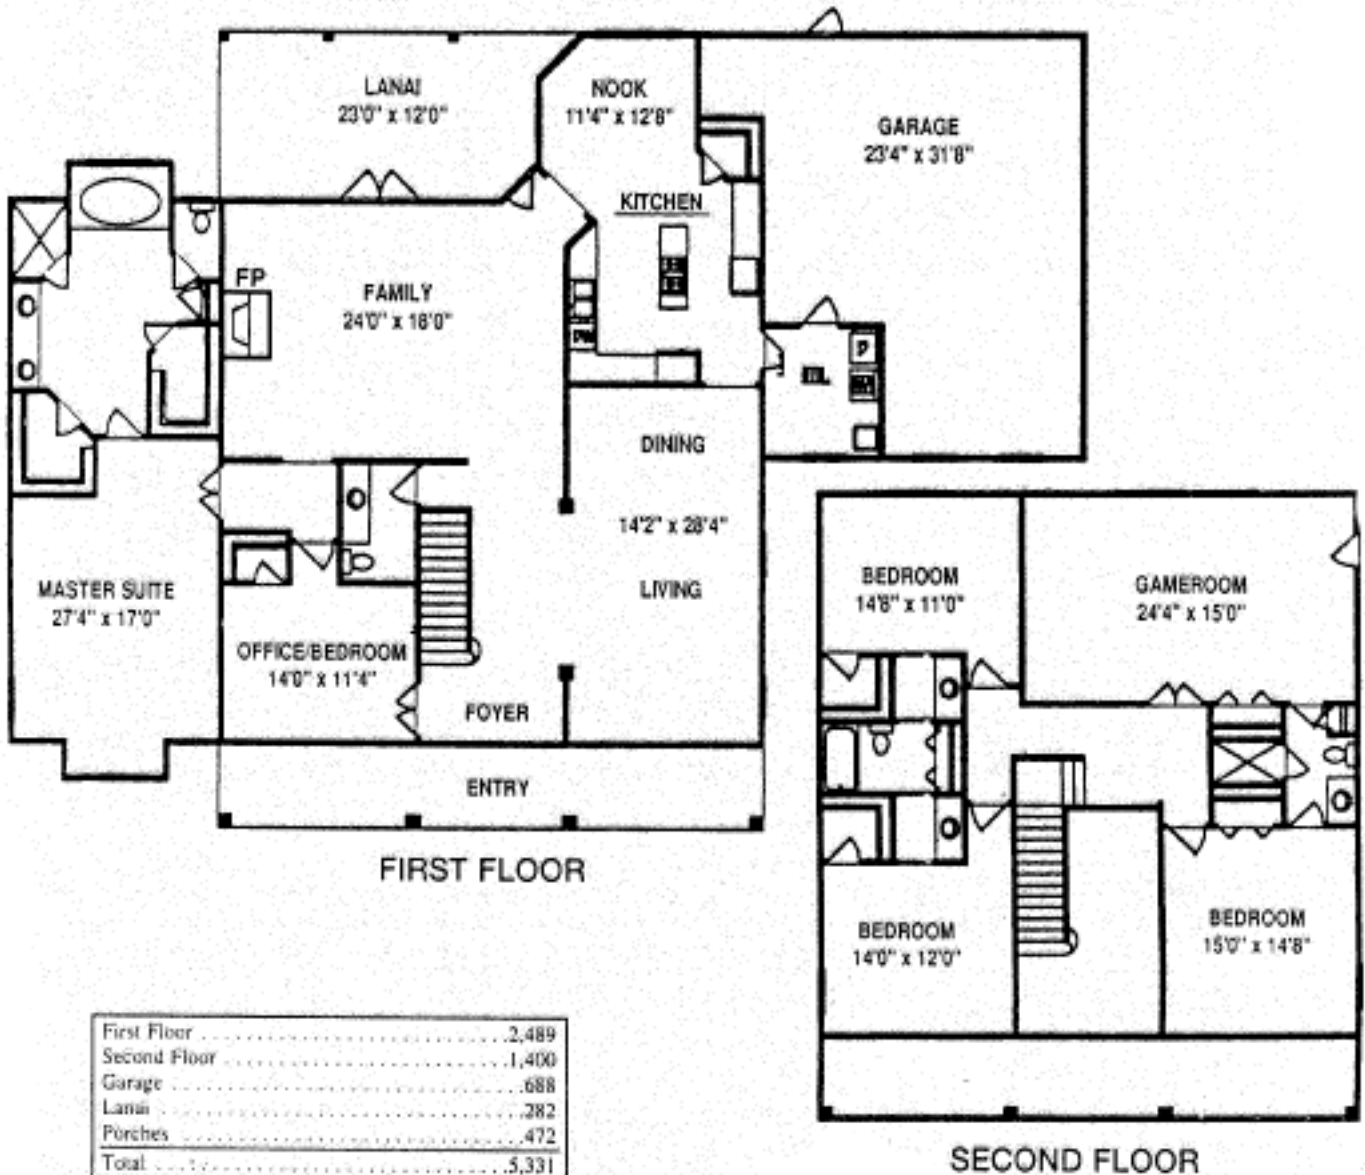 LANAI
23'0" x 12'0"
NOOK
11'4" x 12'8"
GARAGE
23'4" x 31'8"
KITCHEN
FP
FAMILY
24'0" x 18'0"
DINING
14'2" x 28'4"
LIVING
MASTER SUITE
27'4" x 17'0"
OFFICE/BEDROOM
14'0" x 11'4"
FOYER
ENTRY
FIRST FLOOR
BEDROOM
14'8" x 11'0"
GAMEROOM
24'4" x 15'0"
BEDROOM
14'0" x 12'0"
BEDROOM
15'0" x 14'8"
SECOND FLOOR
First Floor 2,489
Second Floor 1,400
Garage 688
Lanai 282
Porches 472
Total 5,331